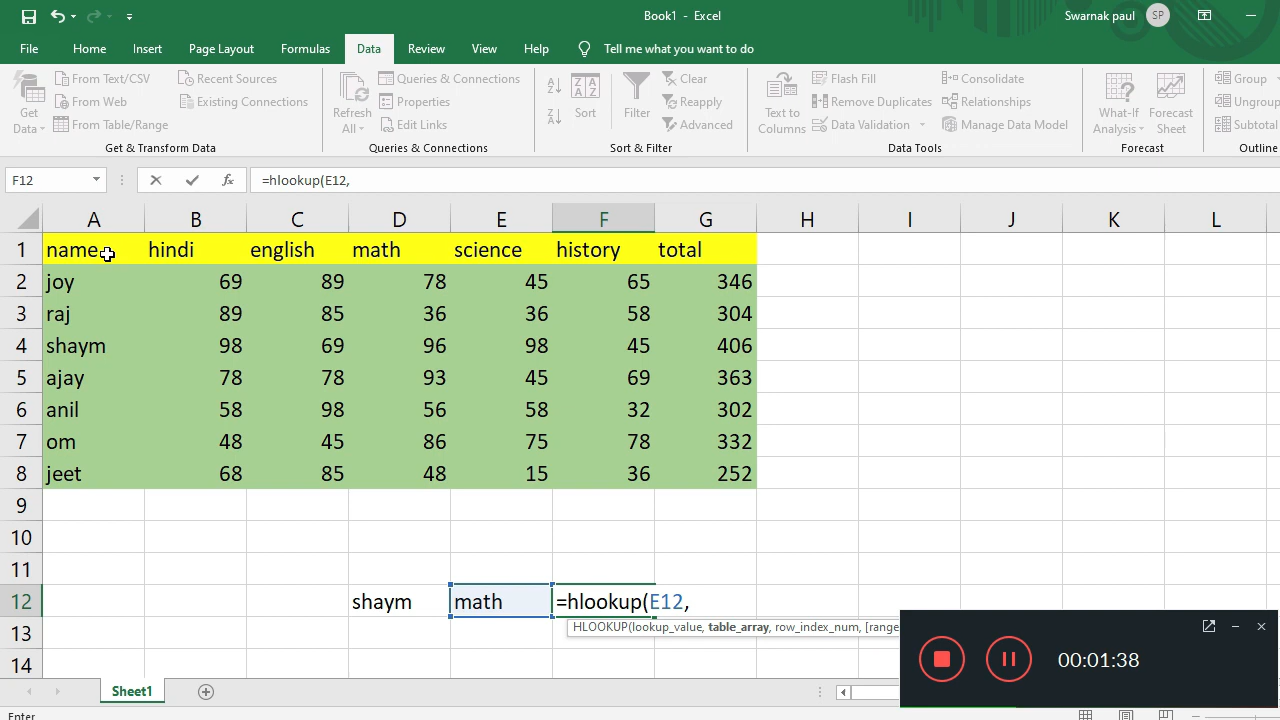 Book1 - Excel
Swarnak paul SP
File Home Insert Page Layout Formulas Data Review View Help Tell me what you want to do
From Text/CSV Recent Sources Queries & Connections Clear Flash Fill Consolidate Group
From Web Existing Connections Properties Reapply Remove Duplicates Relationships Ungroup
From Table/Range Edit Links Advanced Data Validation Manage Data Model Subtotal
Get Data Refresh All Sort Filter Text to Columns What-If Analysis Forecast Sheet
Get & Transform Data Queries & Connections Sort & Filter Data Tools Forecast Outline
F12 fx =hlookup(E12,
A B C D E F G H I J K L
1 name hindi english math science history total
2 joy 69 89 78 45 65 346
3 raj 89 85 36 36 58 304
4 shaym 98 69 96 98 45 406
5 ajay 78 78 93 45 69 363
6 anil 58 98 56 58 32 302
7 om 48 45 86 75 78 332
8 jeet 68 85 48 15 36 252
9
10
11
12 shaym math =hlookup(E12,
HLOOKUP(lookup_value, table_array, row_index_num, [range
13
14
00:01:38
Sheet1
Enter